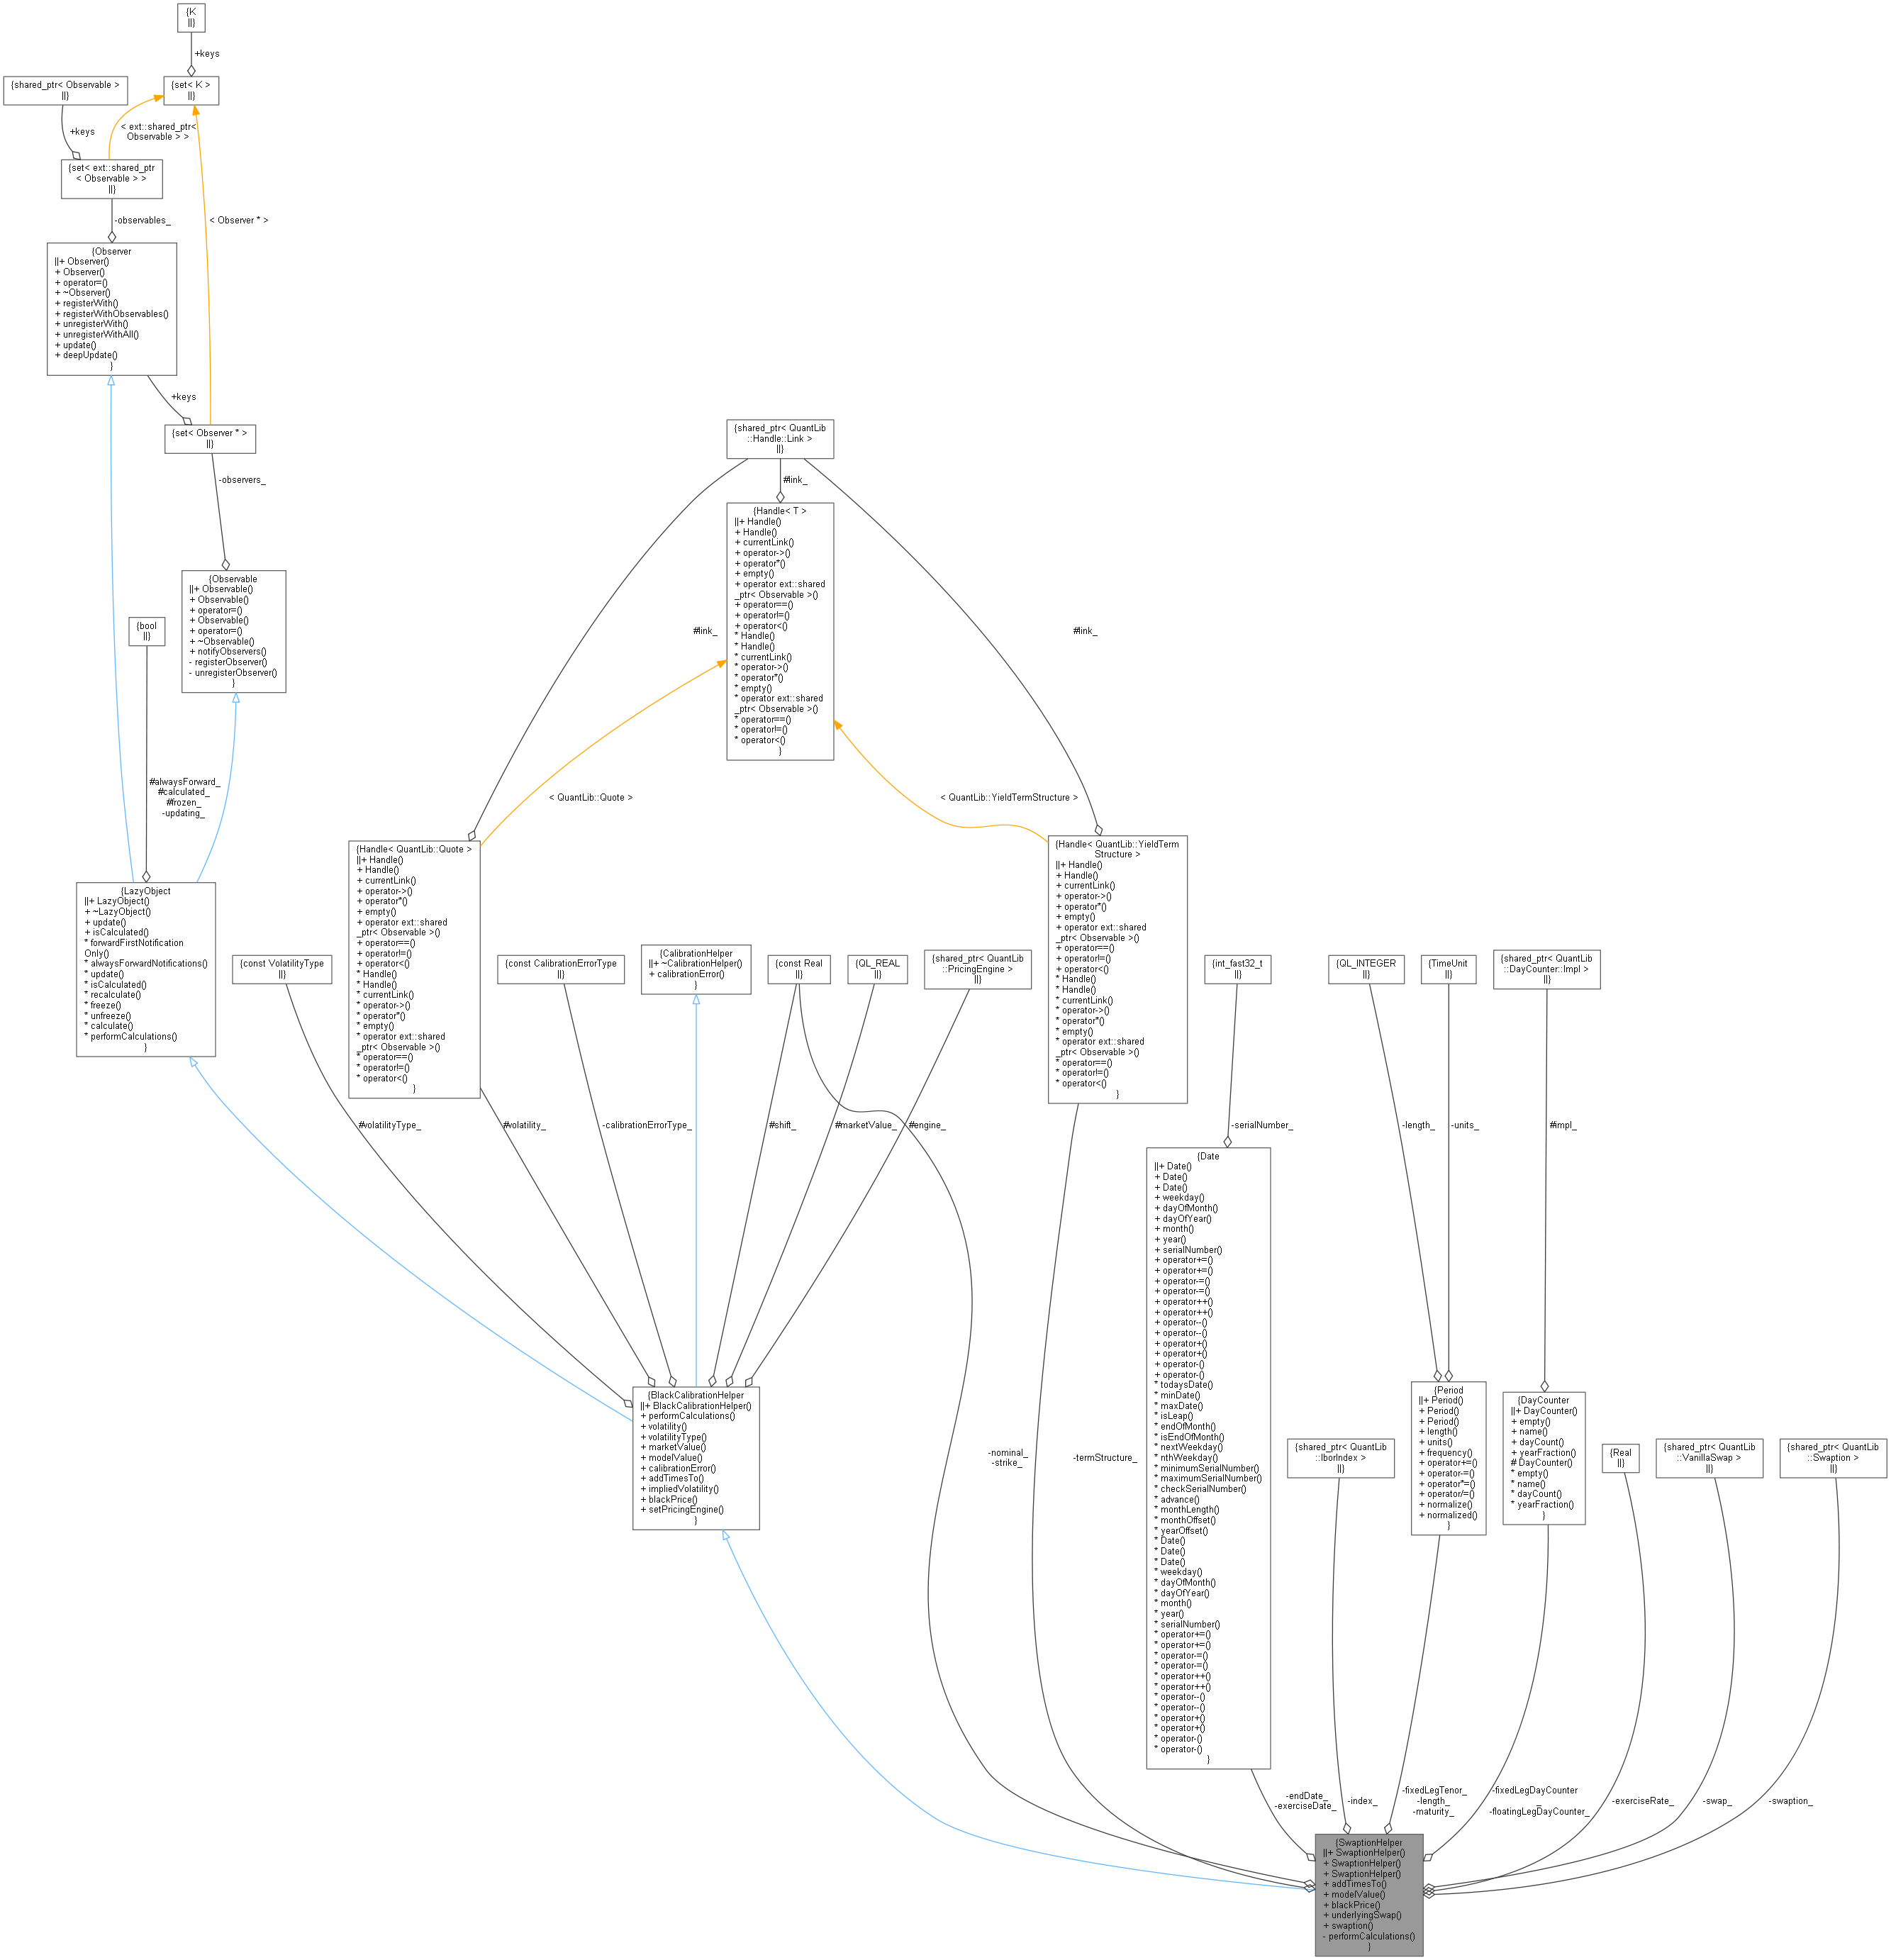 {K
||}
+keys
{shared_ptr< Observable >
||}
{set< K >
||}
+keys
< ext::shared_ptr<
Observable > >
{set< ext::shared_ptr
< Observable > >
||}
-observables_
< Observer * >
{Observer
||+ Observer()
+ Observer()
+ operator=()
+ ~Observer()
+ registerWith()
+ registerWithObservables()
+ unregisterWith()
+ unregisterWithAll()
+ update()
+ deepUpdate()
}
+keys
{set< Observer * >
||}
-observers_
{Observable
||+ Observable()
+ Observable()
+ operator=()
+ Observable()
+ operator=()
+ ~Observable()
+ notifyObservers()
- registerObserver()
- unregisterObserver()
}
{bool
||}
#alwaysForward_
#calculated_
#frozen_
-updating_
{LazyObject
||+ LazyObject()
+ ~LazyObject()
+ update()
+ isCalculated()
* forwardFirstNotification
Only()
* alwaysForwardNotifications()
* update()
* isCalculated()
* recalculate()
* freeze()
* unfreeze()
* calculate()
* performCalculations()
}
{shared_ptr< QuantLib
::Handle::Link >
||}
#link_
{Handle< T >
||+ Handle()
+ Handle()
+ currentLink()
+ operator->()
+ operator*()
+ empty()
+ operator ext::shared
_ptr< Observable >()
+ operator==()
+ operator!=()
+ operator<()
* Handle()
* Handle()
* currentLink()
* operator->()
* operator*()
* empty()
* operator ext::shared
_ptr< Observable >()
* operator==()
* operator!=()
* operator<()
}
#link_
#link_
< QuantLib::Quote >
< QuantLib::YieldTermStructure >
{Handle< QuantLib::Quote >
||+ Handle()
+ Handle()
+ currentLink()
+ operator->()
+ operator*()
+ empty()
+ operator ext::shared
_ptr< Observable >()
+ operator==()
+ operator!=()
+ operator<()
* Handle()
* Handle()
* currentLink()
* operator->()
* operator*()
* empty()
* operator ext::shared
_ptr< Observable >()
* operator==()
* operator!=()
* operator<()
}
{Handle< QuantLib::YieldTerm
Structure >
||+ Handle()
+ Handle()
+ currentLink()
+ operator->()
+ operator*()
+ empty()
+ operator ext::shared
_ptr< Observable >()
+ operator==()
+ operator!=()
+ operator<()
* Handle()
* Handle()
* currentLink()
* operator->()
* operator*()
* empty()
* operator ext::shared
_ptr< Observable >()
* operator==()
* operator!=()
* operator<()
}
{const VolatilityType
||}
{const CalibrationErrorType
||}
{CalibrationHelper
||+ ~CalibrationHelper()
+ calibrationError()
}
{const Real
||}
{QL_REAL
||}
{shared_ptr< QuantLib
::PricingEngine >
||}
{int_fast32_t
||}
{QL_INTEGER
||}
{TimeUnit
||}
{shared_ptr< QuantLib
::DayCounter::Impl >
||}
#volatilityType_
#volatility_
-calibrationErrorType_
#shift_
#marketValue_
#engine_
-serialNumber_
-length_
-units_
#impl_
{Date
||+ Date()
+ Date()
+ Date()
+ weekday()
+ dayOfMonth()
+ dayOfYear()
+ month()
+ year()
+ serialNumber()
+ operator+=()
+ operator+=()
+ operator-=()
+ operator-=()
+ operator++()
+ operator++()
+ operator--()
+ operator--()
+ operator+()
+ operator+()
+ operator-()
+ operator-()
* todaysDate()
* minDate()
* maxDate()
* isLeap()
* endOfMonth()
* isEndOfMonth()
* nextWeekday()
* nthWeekday()
* minimumSerialNumber()
* maximumSerialNumber()
* checkSerialNumber()
* advance()
* monthLength()
* monthOffset()
* yearOffset()
* Date()
* Date()
* Date()
* weekday()
* dayOfMonth()
* dayOfYear()
* month()
* year()
* serialNumber()
* operator+=()
* operator+=()
* operator-=()
* operator-=()
* operator++()
* operator++()
* operator--()
* operator--()
* operator+()
* operator+()
* operator-()
* operator-()
}
{BlackCalibrationHelper
||+ BlackCalibrationHelper()
+ performCalculations()
+ volatility()
+ volatilityType()
+ marketValue()
+ modelValue()
+ calibrationError()
+ addTimesTo()
+ impliedVolatility()
+ blackPrice()
+ setPricingEngine()
}
-nominal_
-strike_
-termStructure_
{shared_ptr< QuantLib
::IborIndex >
||}
{Period
||+ Period()
+ Period()
+ Period()
+ length()
+ units()
+ frequency()
+ operator+=()
+ operator-=()
+ operator*=()
+ operator/=()
+ normalize()
+ normalized()
}
{DayCounter
||+ DayCounter()
+ empty()
+ name()
+ dayCount()
+ yearFraction()
# DayCounter()
* empty()
* name()
* dayCount()
* yearFraction()
}
{Real
||}
{shared_ptr< QuantLib
::VanillaSwap >
||}
{shared_ptr< QuantLib
::Swaption >
||}
-endDate_
-exerciseDate_
-index_
-fixedLegTenor_
-length_
-maturity_
-fixedLegDayCounter
_
-floatingLegDayCounter_
-exerciseRate_
-swap_
-swaption_
{SwaptionHelper
||+ SwaptionHelper()
+ SwaptionHelper()
+ SwaptionHelper()
+ addTimesTo()
+ modelValue()
+ blackPrice()
+ underlyingSwap()
+ swaption()
- performCalculations()
}